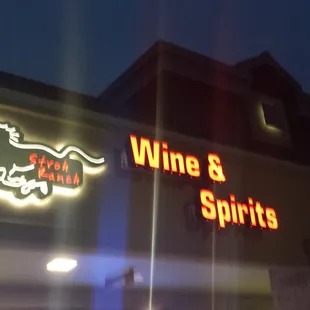 Stroh
Ranch
Wine &
Spirits